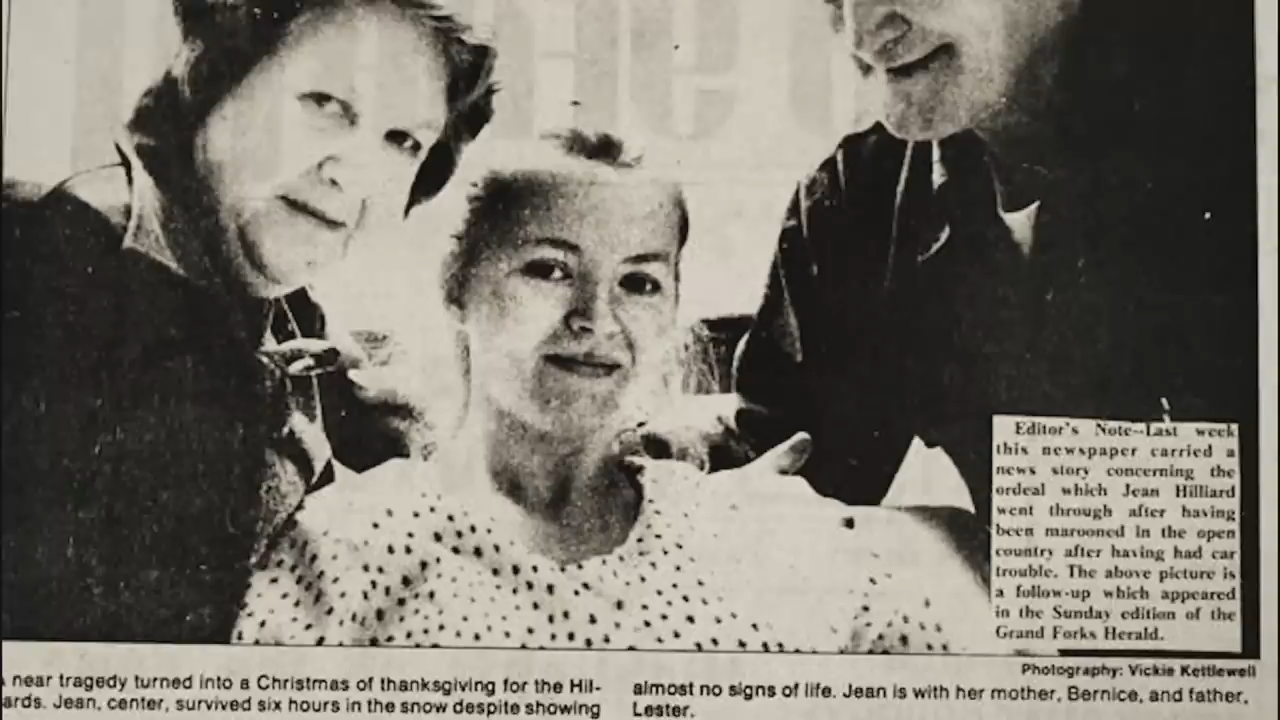 Editor's Note--Last week
this newspaper carried a
news story concerning the
ordeal which Jean Hilliard
went through after having
been marooned in the open
country after having had car
trouble. The above picture is
a follow-up which appeared
in the Sunday edition of the
Grand Forks Herald.
Photography: Vickie Kettlewell
near tragedy turned into a Christmas of thanksgiving for the Hil-
ards. Jean, center, survived six hours in the snow despite showing
almost no signs of life. Jean is with her mother, Bernice, and father,
Lester.